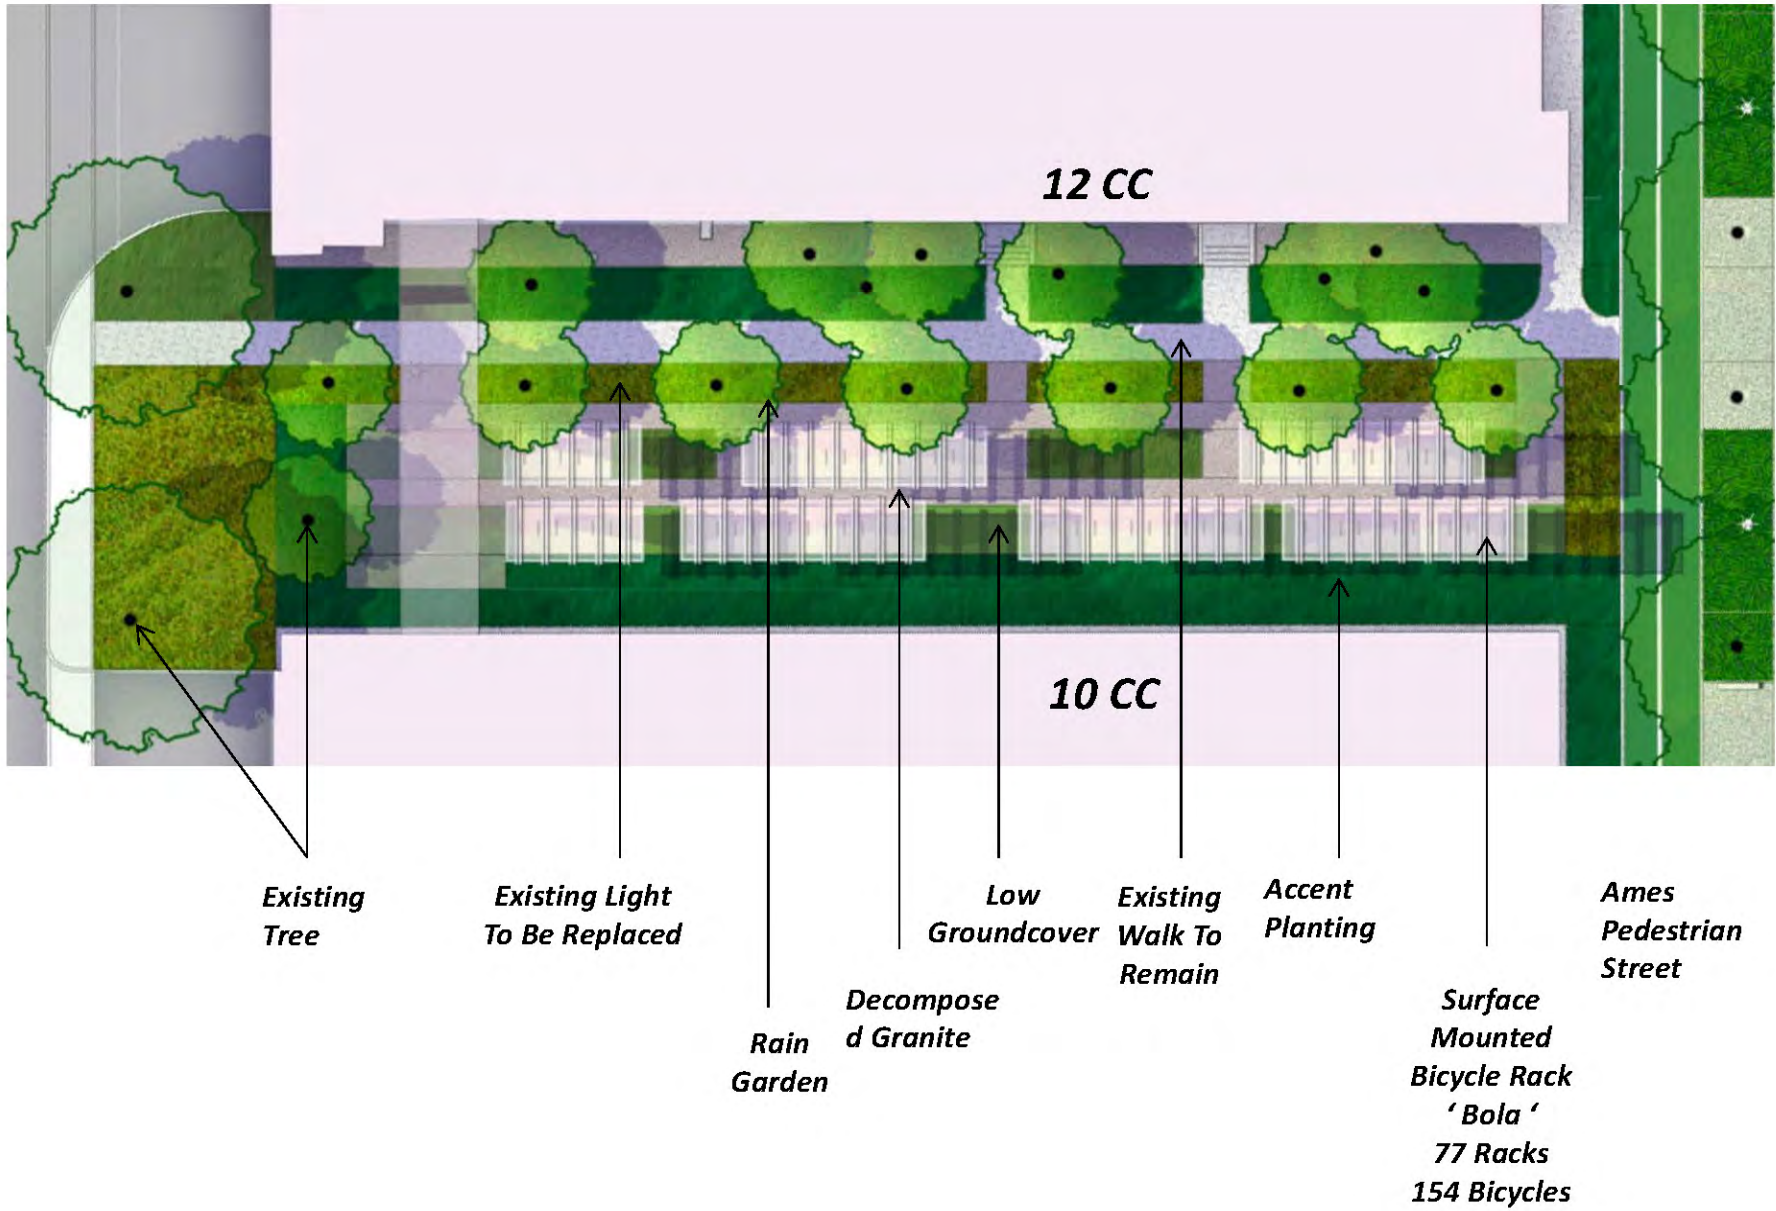 12 CC
10 CC
Existing
Tree
Existing Light
To Be Replaced
Rain
Garden
Decompose
d Granite
Low
Groundcover
Existing
Walk To
Remain
Accent
Planting
Surface
Mounted
Bicycle Rack
‘ Bola ‘
77 Racks
154 Bicycles
Ames
Pedestrian
Street